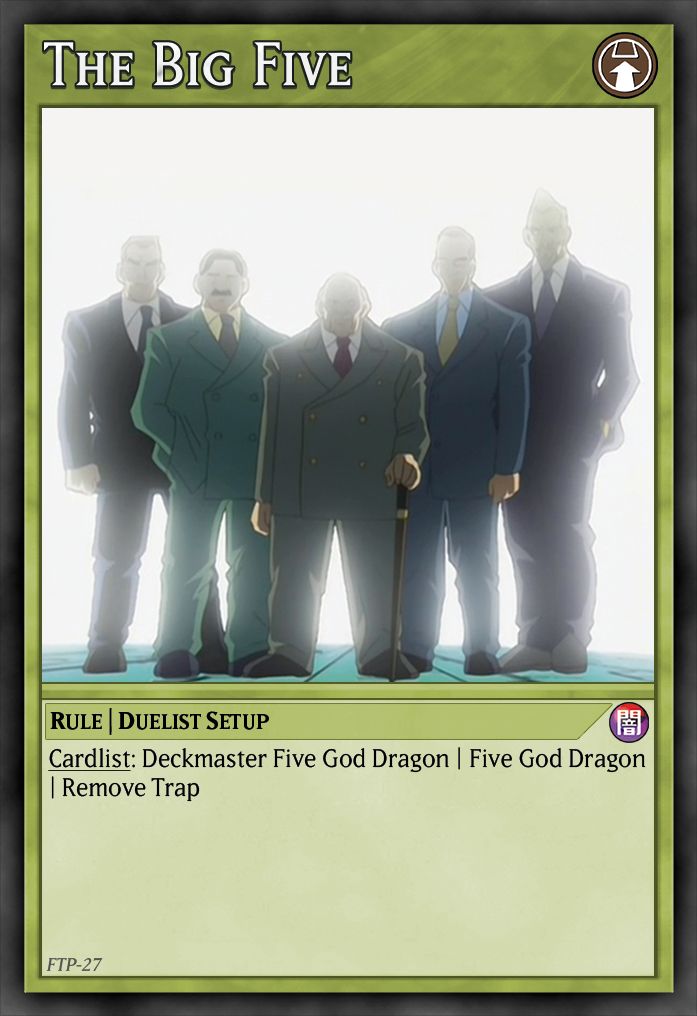 The Big Five
Rule | Duelist Setup
闇
Cardlist: Deckmaster Five God Dragon | Five God Dragon
| Remove Trap
FTP-27